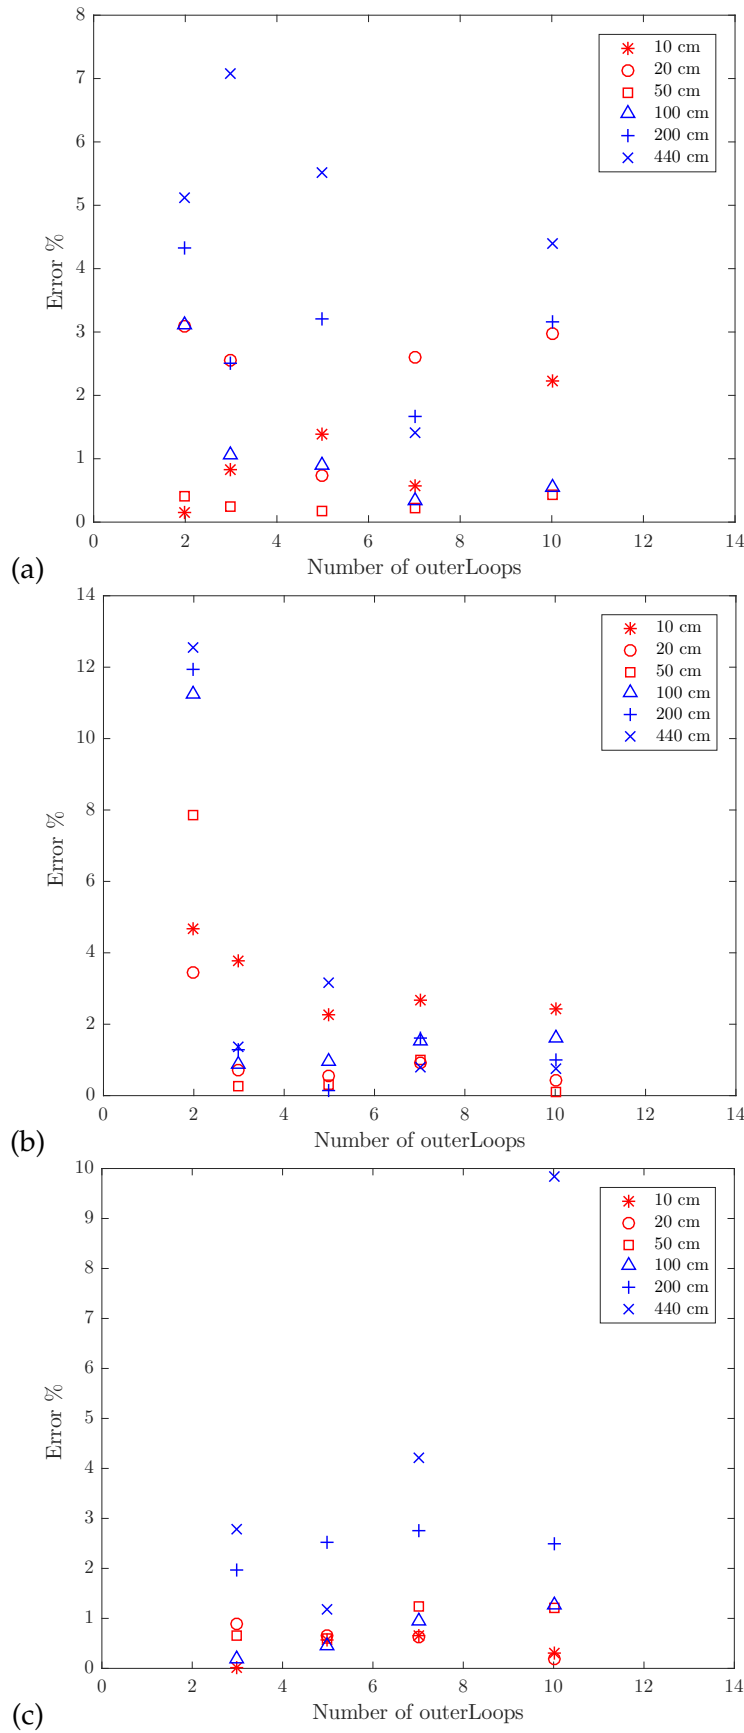 8
7
6
5
4
3
2
1
0
Error %
10 cm
20 cm
50 cm
100 cm
200 cm
440 cm
0 2 4 6 8 10 12 14
Number of outerLoops
(a)
14
12
10
8
6
4
2
0
Error %
10 cm
20 cm
50 cm
100 cm
200 cm
440 cm
0 2 4 6 8 10 12 14
Number of outerLoops
(b)
10
9
8
7
6
5
4
3
2
1
0
Error %
10 cm
20 cm
50 cm
100 cm
200 cm
440 cm
0 2 4 6 8 10 12 14
Number of outerLoops
(c)